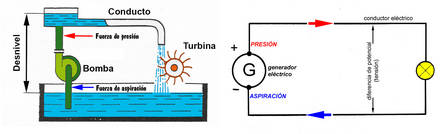 Conducto
Fuerza de presión
Turbina
Desnivel
Bomba
Fuerza de aspiración
conductor eléctrico
+
PRESIÓN
G
generador
eléctrico
diferencia de potencial
(tension)
−
ASPIRACIÓN